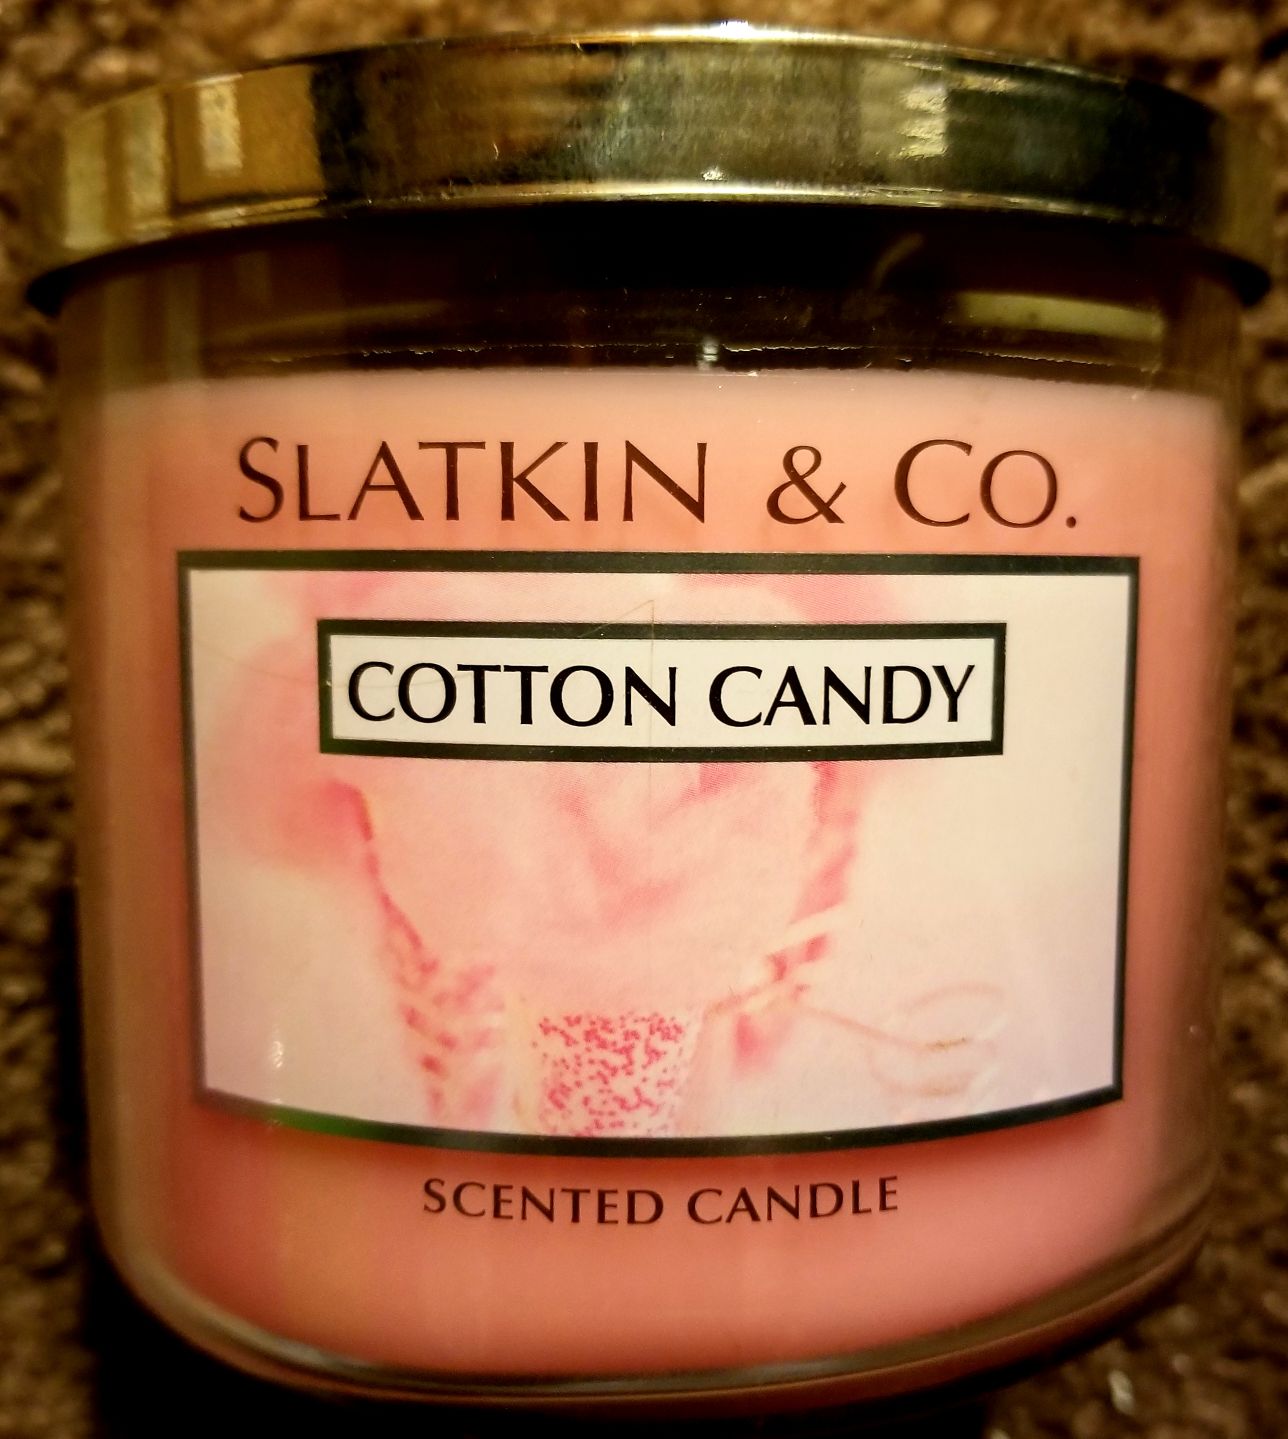 SLATKIN & CO.
COTTON CANDY
SCENTED CANDLE